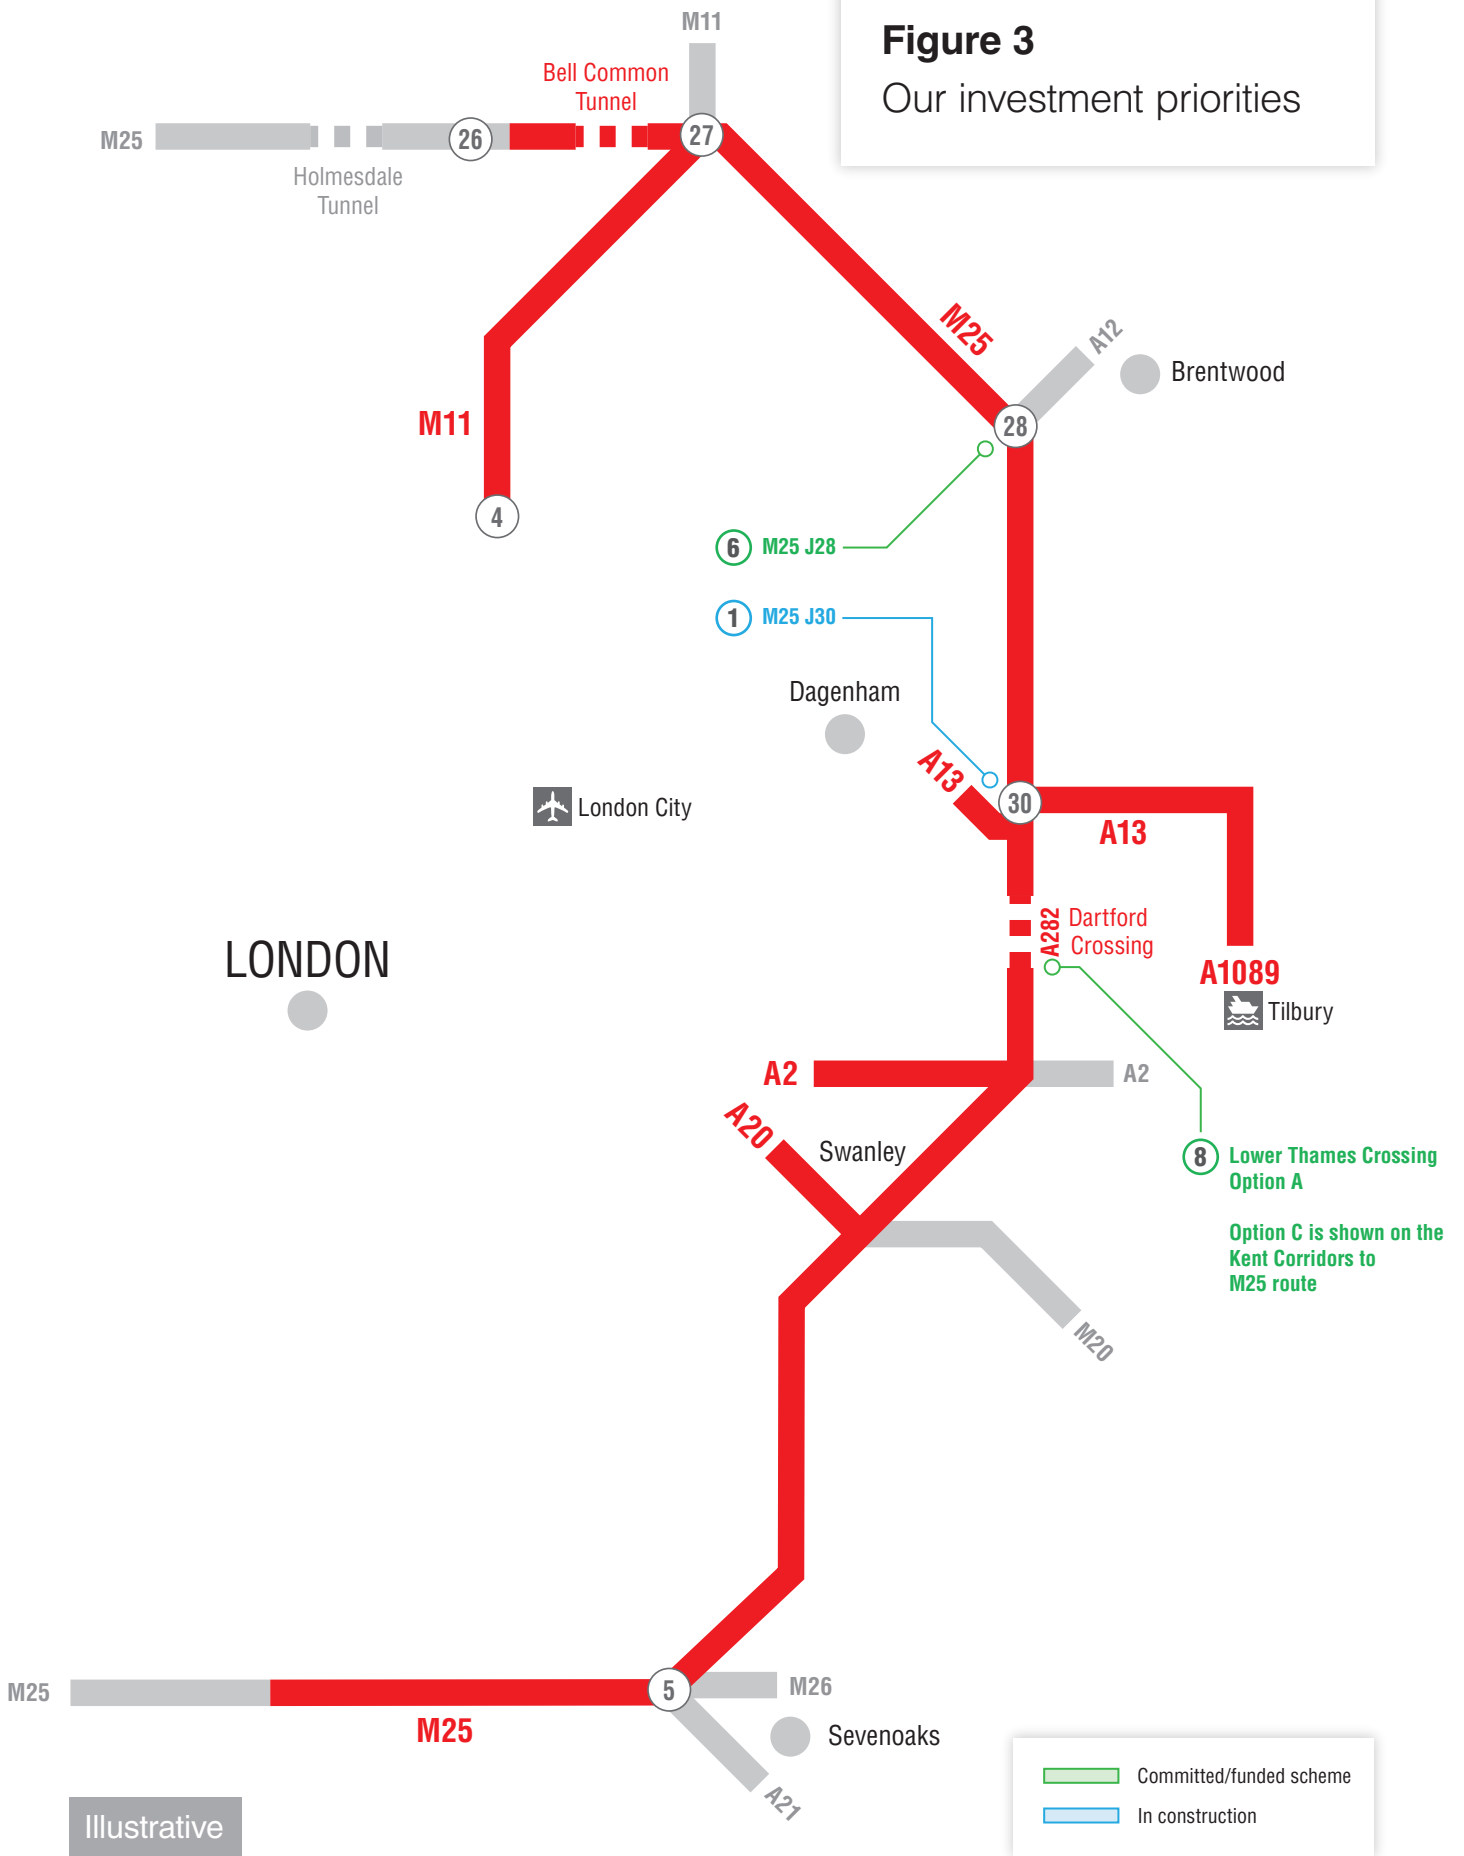 Figure 3
Our investment priorities
M11
Bell Common
Tunnel
M25
26
27
Holmesdale
Tunnel
M25
A12
Brentwood
M11
28
4
6 M25 J28
1 M25 J30
Dagenham
A13
London City
30
A13
A282
Dartford
Crossing
LONDON
A1089
Tilbury
A2
A2
A20
Swanley
8 Lower Thames Crossing
Option A
Option C is shown on the
Kent Corridors to
M25 route
M20
M25
5
M26
M25
Sevenoaks
A21
Committed/funded scheme
In construction
Illustrative